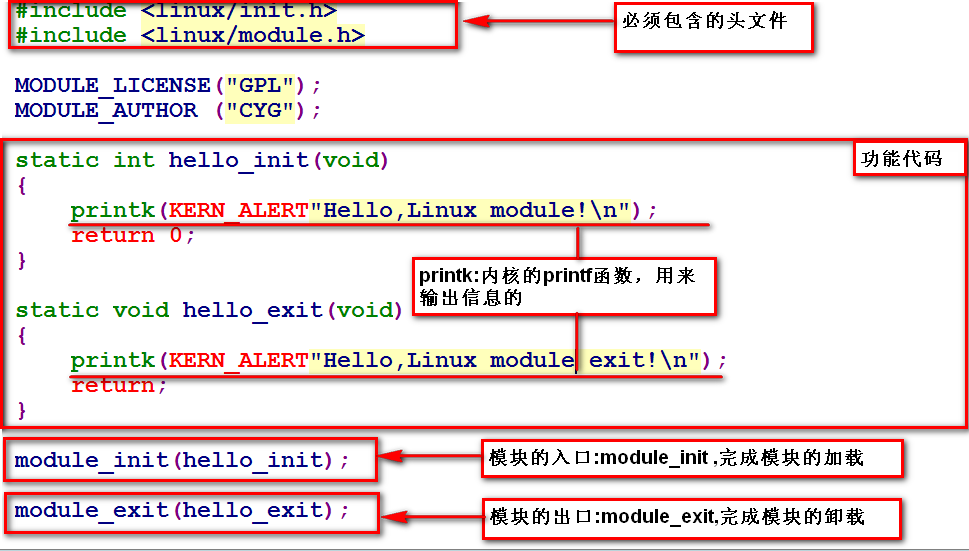 #include <linux/init.h>
#include <linux/module.h>
必须包含的头文件
MODULE_LICENSE("GPL");
MODULE_AUTHOR ("CYG");
功能代码
static int hello_init(void)
{
printk(KERN_ALERT"Hello,Linux module!\n");
return 0;
}
printk:内核的printf函数，用来
输出信息的
static void hello_exit(void)
{
printk(KERN_ALERT"Hello,Linux module exit!\n");
return;
}
module_init(hello_init);
模块的入口:module_init ,完成模块的加载
module_exit(hello_exit);
模块的出口:module_exit,完成模块的卸载